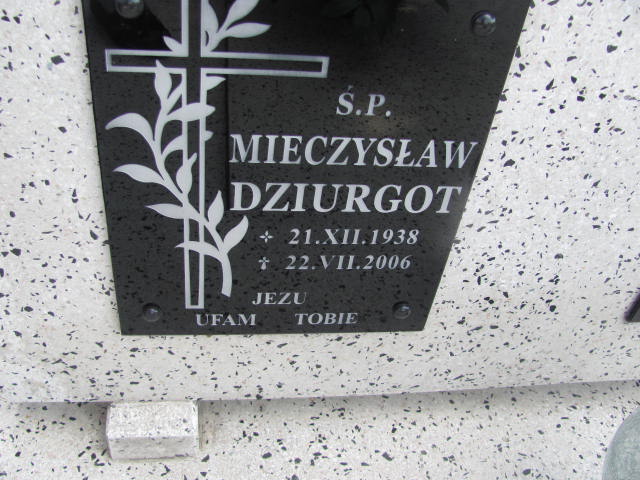 Ś.P.
MIECZYSŁAW
DZIURGOT
✧ 21.XII.1938
† 22.VII.2006
JEZU
UFAM TOBIE